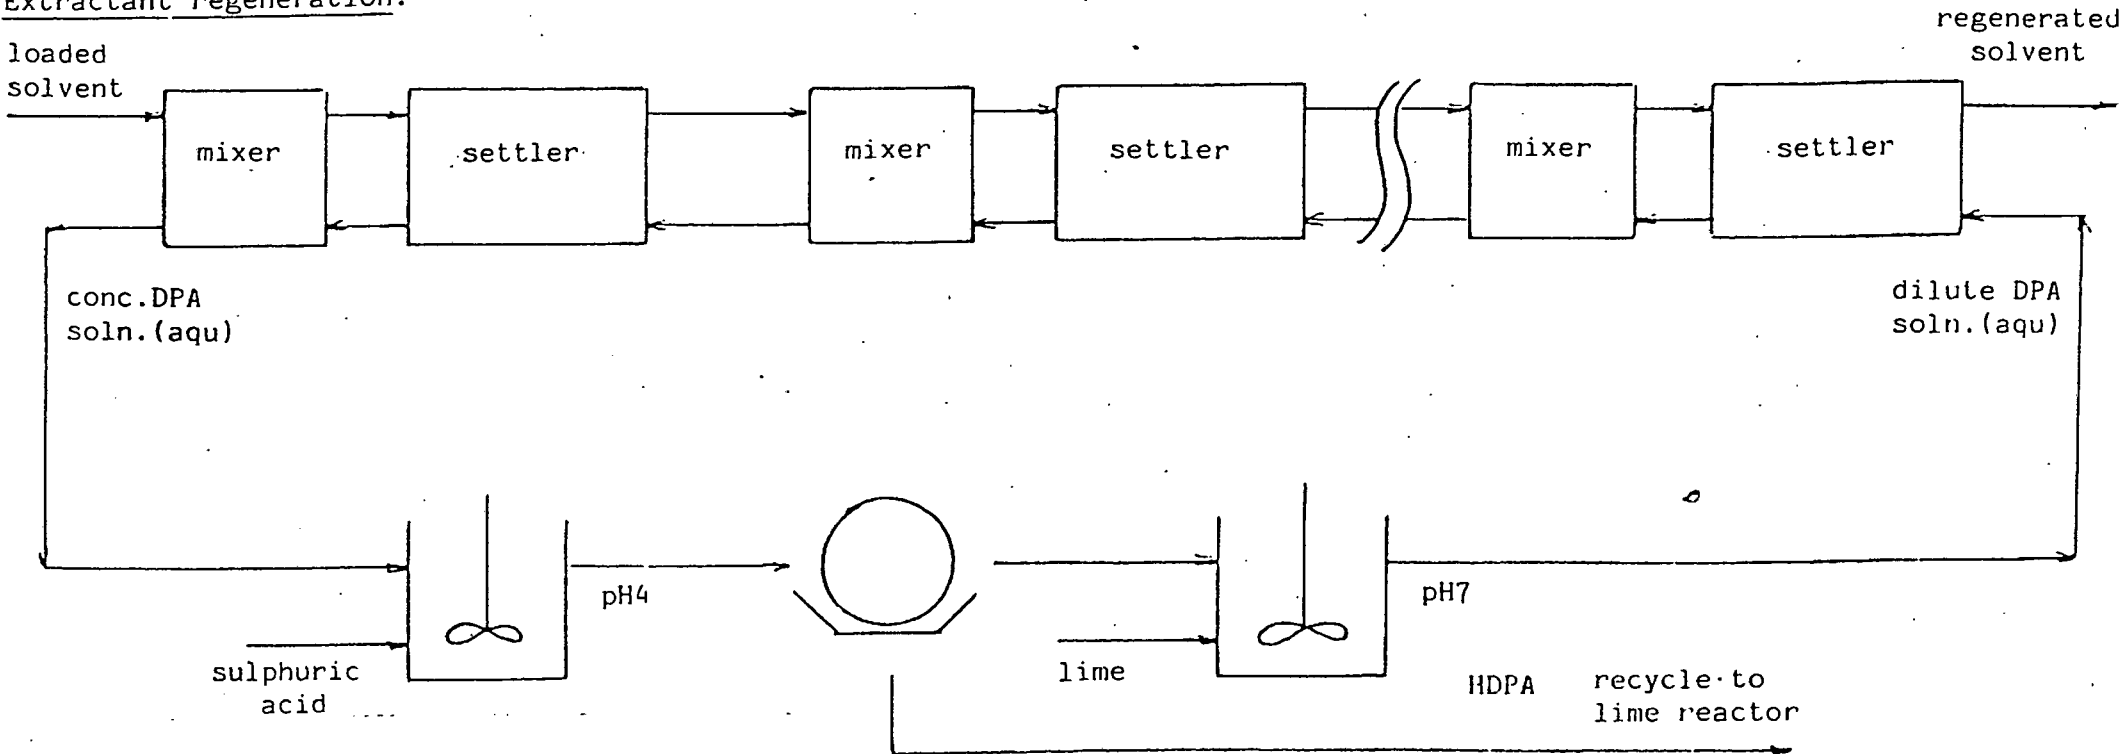 Extractant regeneration.
loaded
solvent
regenerated
solvent
mixer
settler
mixer
settler
mixer
settler
conc.DPA
soln.(aqu)
dilute DPA
soln.(aqu)
pH4
pH7
sulphuric
acid
lime
HDPA
recycle to
lime reactor